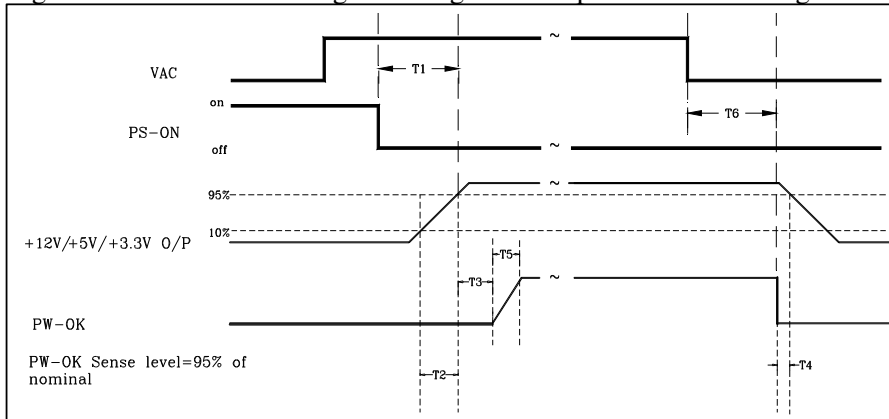 ~
VAC
T1
on
T6
PS-ON
off
~
95%
~
10%
+12V/+5V/+3.3V O/P
T5
T3
~
PW-OK
PW-OK Sense level=95% of
nominal
T2
T4